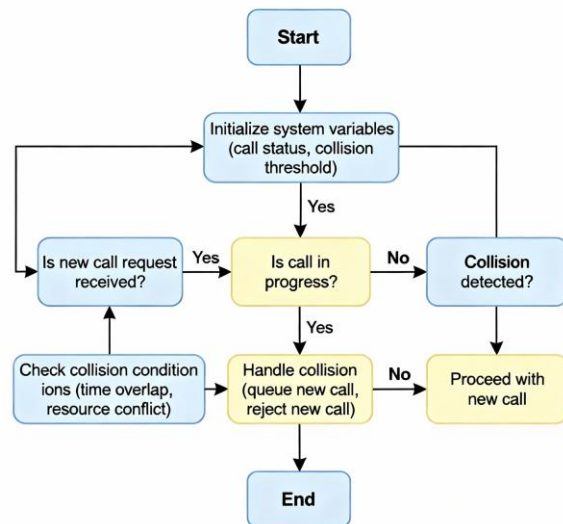 Start
Initialize system variables
(call status, collision
threshold)
Yes
Is new call request
received?
Yes
Is call in
progress?
No
Collision
detected?
Yes
Check collision condition
ions (time overlap,
resource conflict)
Handle collision
(queue new call,
reject new call)
No
Proceed with
new call
End